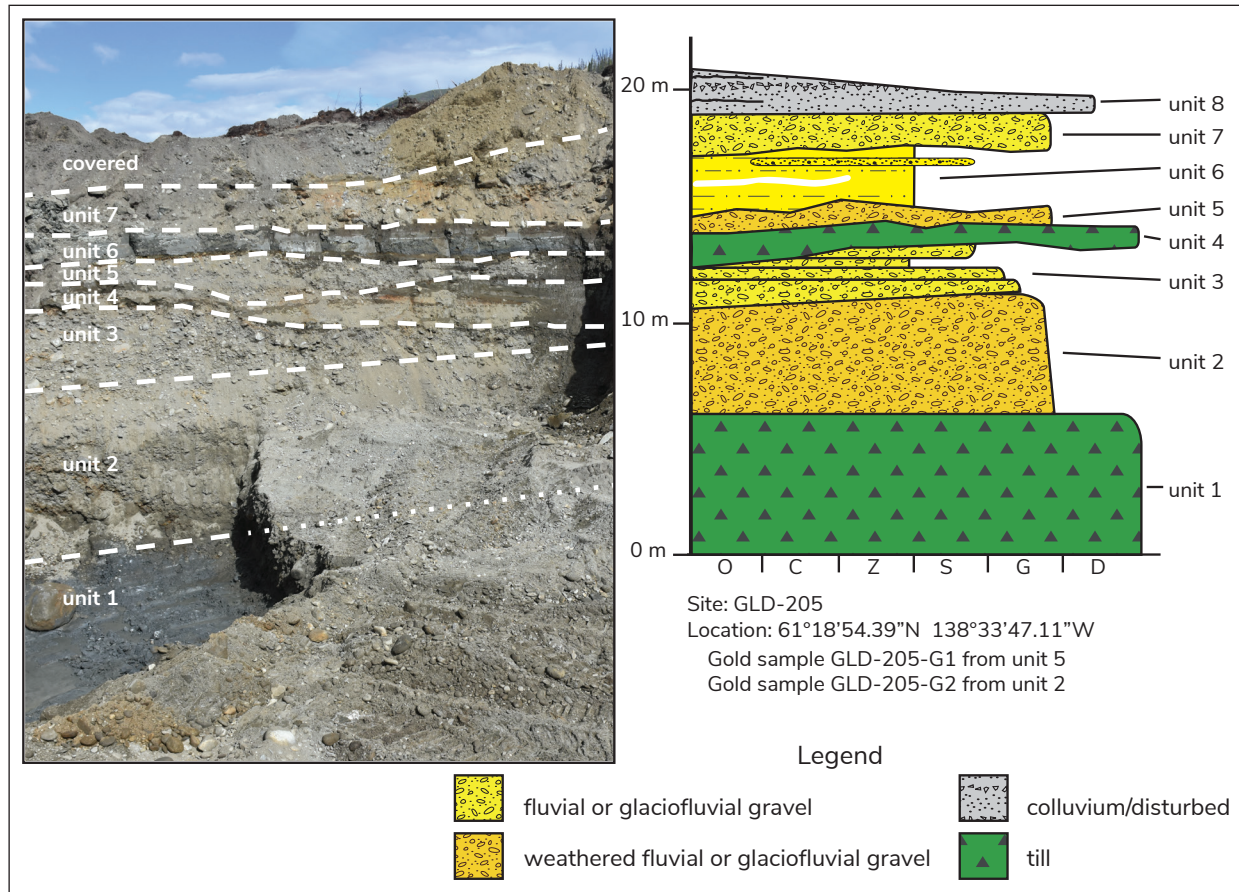 covered
unit 7
unit 6
unit 5
unit 4
unit 3
unit 2
unit 1
20 m
10 m
0 m
unit 8
unit 7
unit 6
unit 5
unit 4
unit 3
unit 2
unit 1
O C Z S G D
Site: GLD-205
Location: 61°18’54.39”N 138°33’47.11”W
Gold sample GLD-205-G1 from unit 5
Gold sample GLD-205-G2 from unit 2
Legend
fluvial or glaciofluvial gravel
weathered fluvial or glaciofluvial gravel
colluvium/disturbed
till